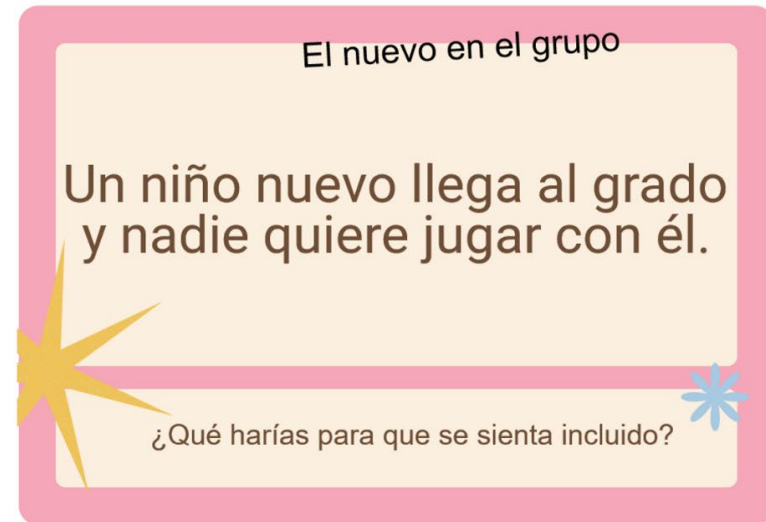 El nuevo en el grupo
Un niño nuevo llega al grado
y nadie quiere jugar con él.
¿Qué harías para que se sienta incluido?